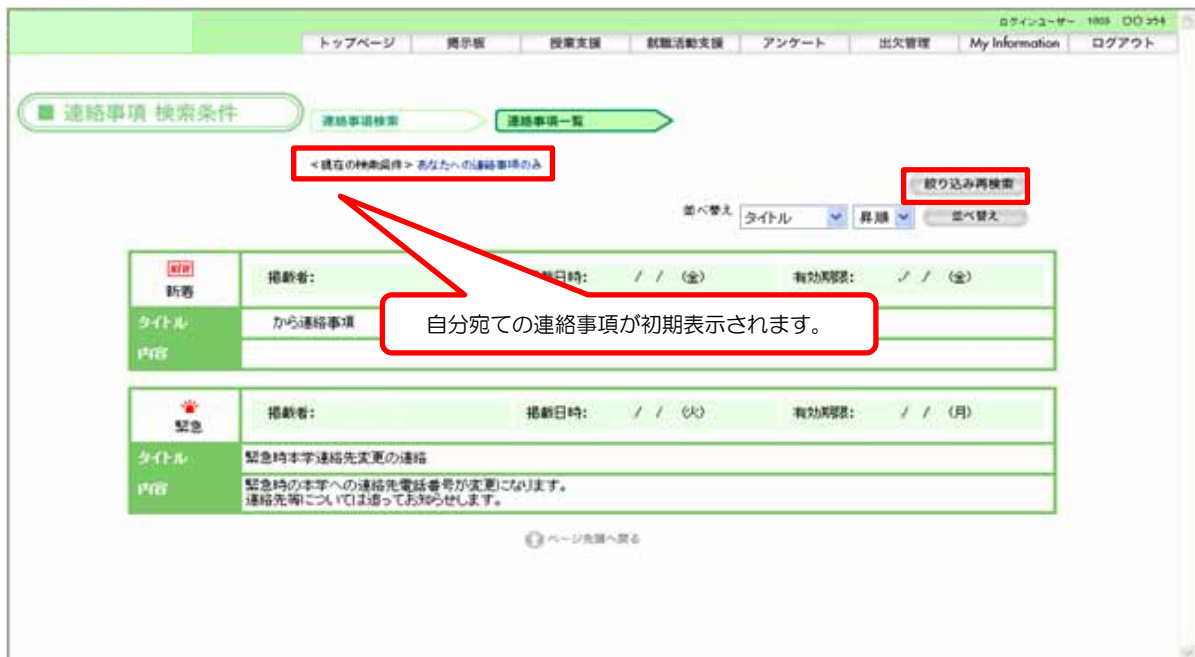 ログインユーザー 1003
トップページ 掲示板 授業支援 就職活動支援 アンケート 出欠管理 My Information ログアウト
■ 連絡事項 検索条件
連絡事項検索 連絡事項一覧
<現在の検索条件> あなたへの連絡事項のみ
絞り込み再検索
並べ替え タイトル 昇順 並べ替え
NEW
新着
掲載者: 掲載日時: / / (金) 有効期限: / / (金)
タイトル から連絡事項
内容
自分宛ての連絡事項が初期表示されます。
緊急
掲載者: 掲載日時: / / (火) 有効期限: / / (月)
タイトル 緊急時本学連絡先変更の連絡
内容 緊急時の本学への連絡先電話番号が変更になります。
連絡先等については追ってお知らせします。
ページ先頭へ戻る